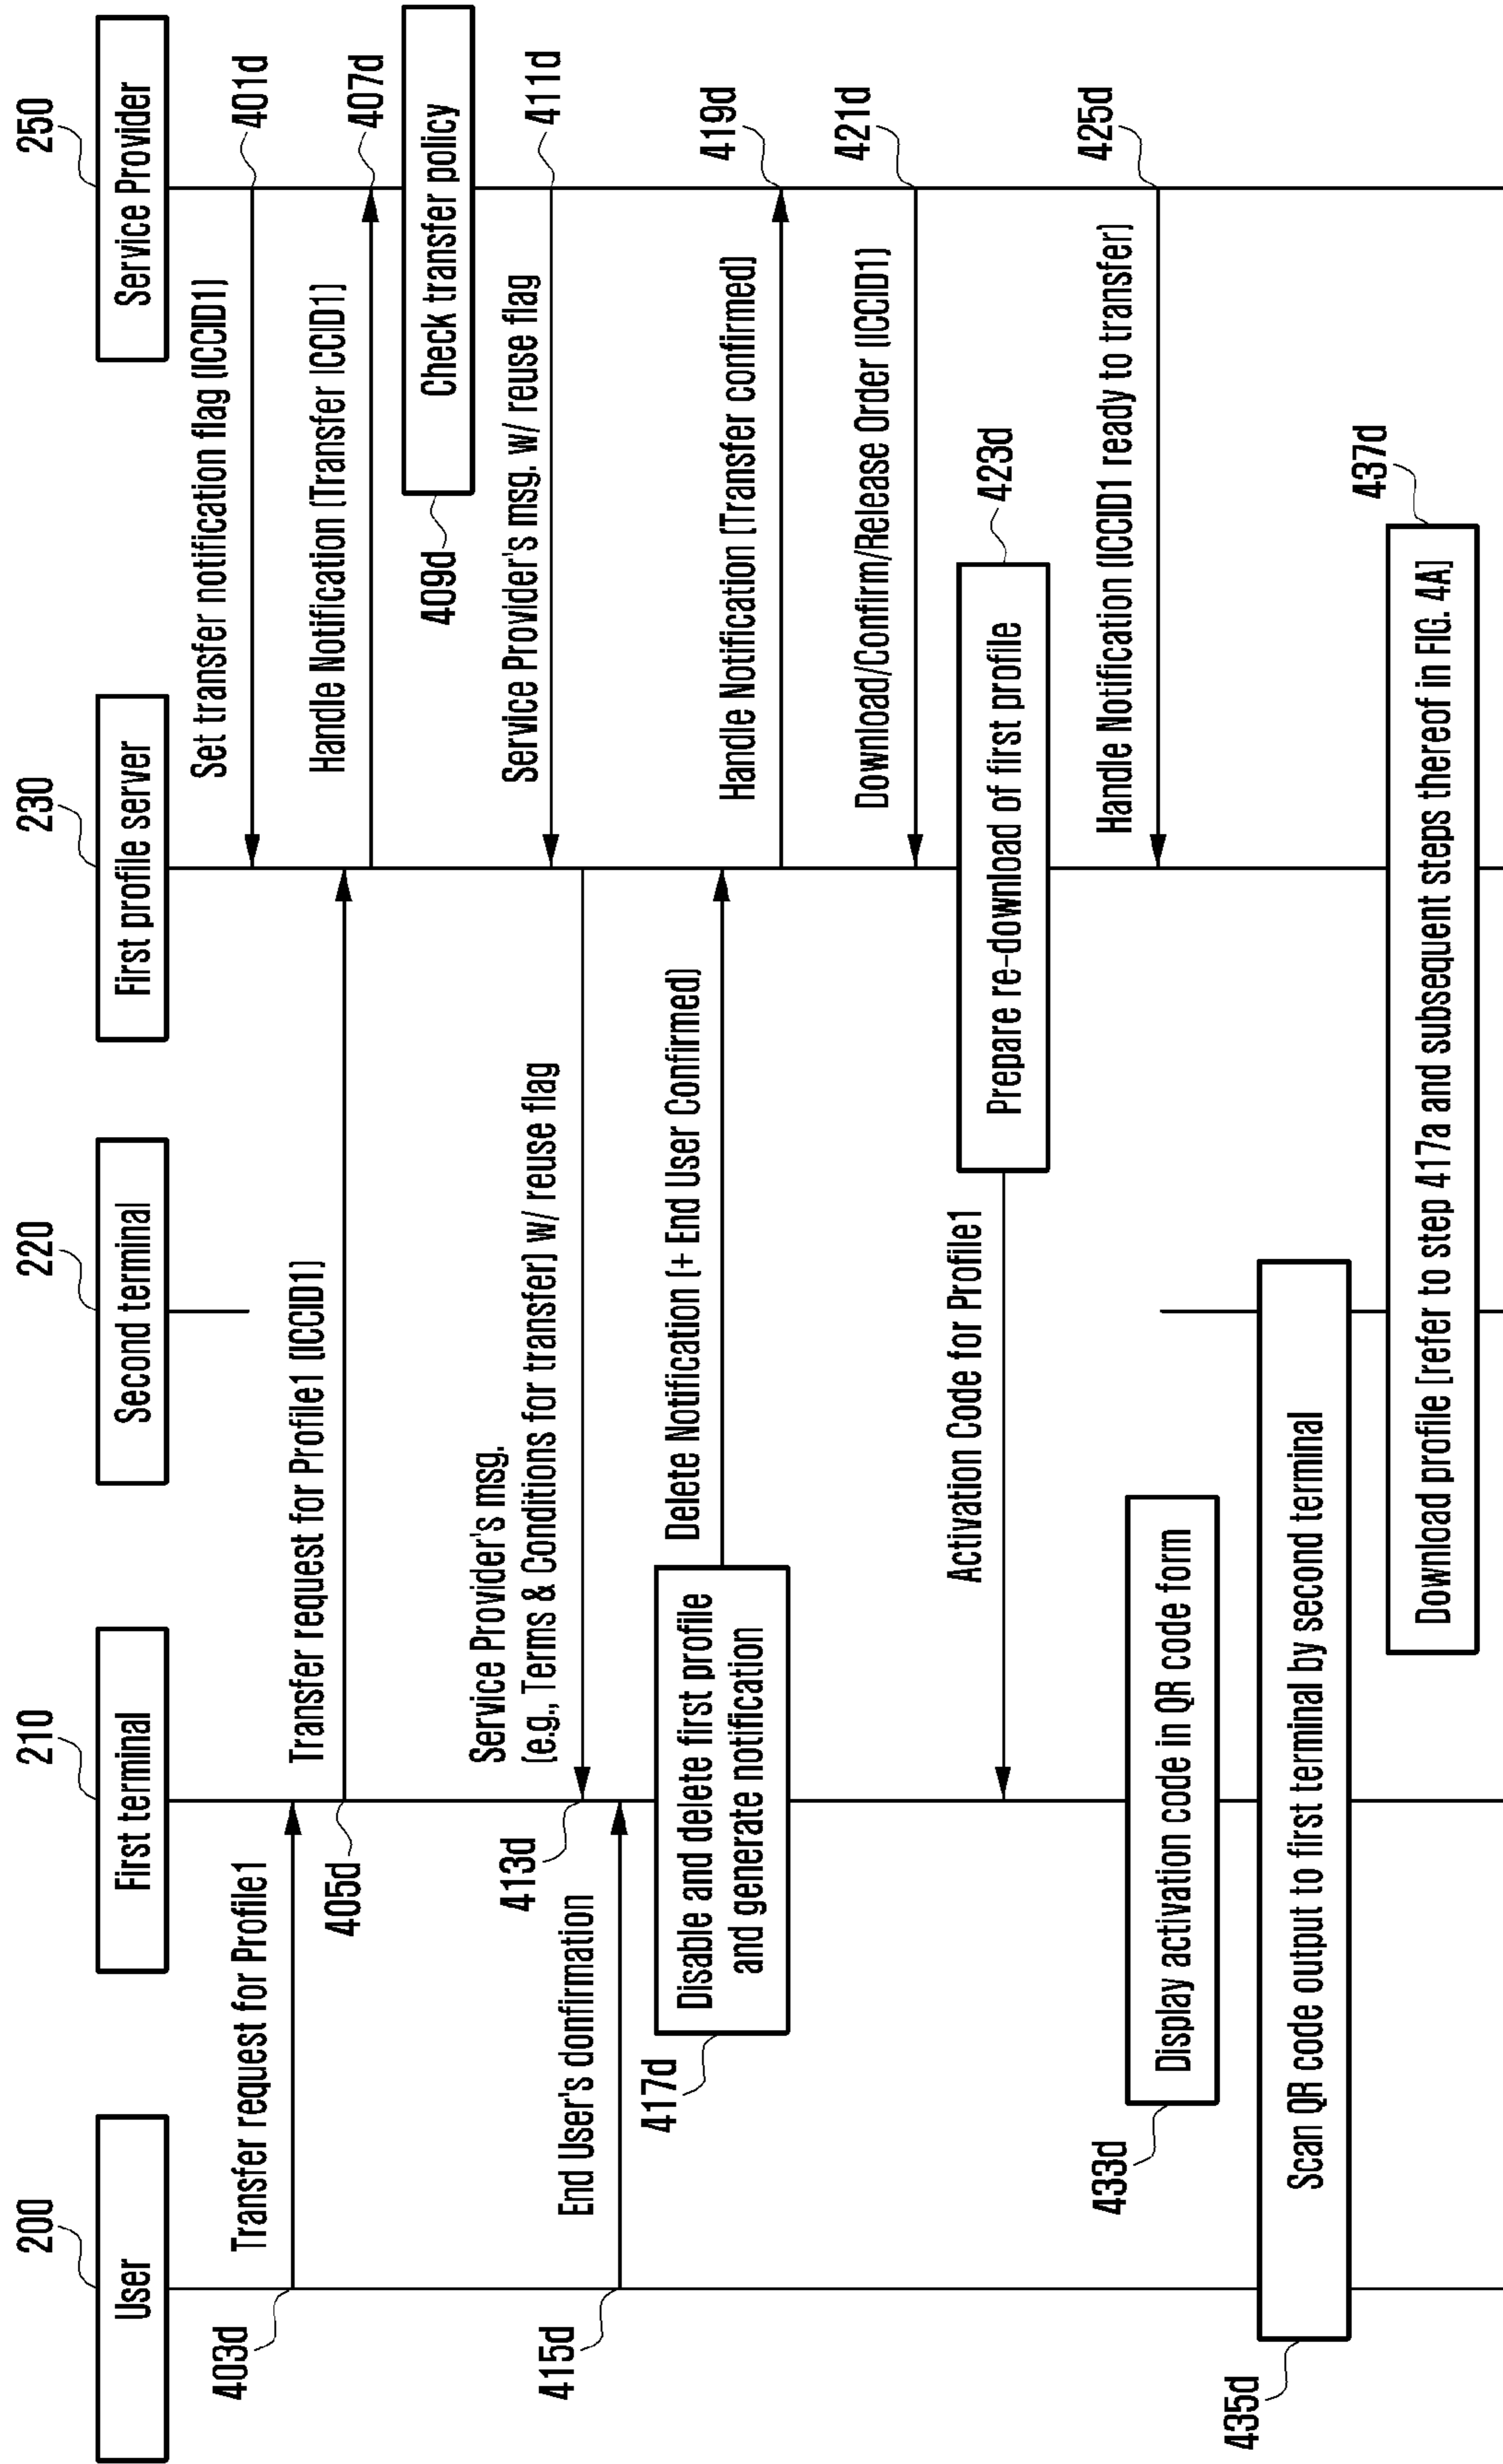 200
210
220
230
250
User
First terminal
Second terminal
First profile server
Service Provider
Set transfer notification flag (ICCID1)
401d
Transfer request for Profile1
403d
Transfer request for Profile1 (ICCID1)
405d
Handle Notification (Transfer ICCID1)
407d
Check transfer policy
409d
Service Provider's msg. w/ reuse flag
411d
Service Provider's msg.
(e.g., Terms & Conditions for transfer) w/ reuse flag
413d
End User's donfirmation
415d
Disable and delete first profile
and generate notification
417d
Delete Notification (+ End User Confirmed)
Handle Notification (Transfer confirmed)
419d
Download/Confirm/Release Order (ICCID1)
421d
Prepare re-download of first profile
423d
Activation Code for Profile1
Handle Notification (ICCID1 ready to transfer)
425d
Display activation code in QR code form
433d
Scan QR code output to first terminal by second terminal
435d
Download profile [refer to step 417a and subsequent steps thereof in FIG. 4A]
437d